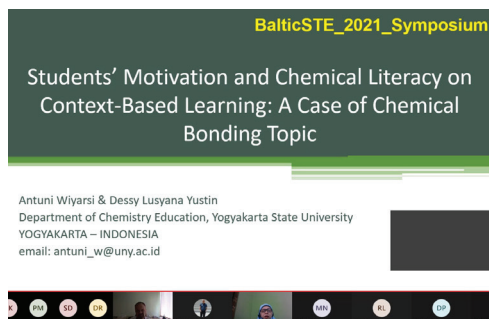 BalticSTE_2021_Symposium
Students' Motivation and Chemical Literacy on
Context-Based Learning: A Case of Chemical
Bonding Topic
Antuni Wiyarsi & Dessy Lusyana Yustin
Department of Chemistry Education, Yogyakarta State University
YOGYAKARTA – INDONESIA
email: antuni_w@uny.ac.id
K PM SD DR MN RL DP